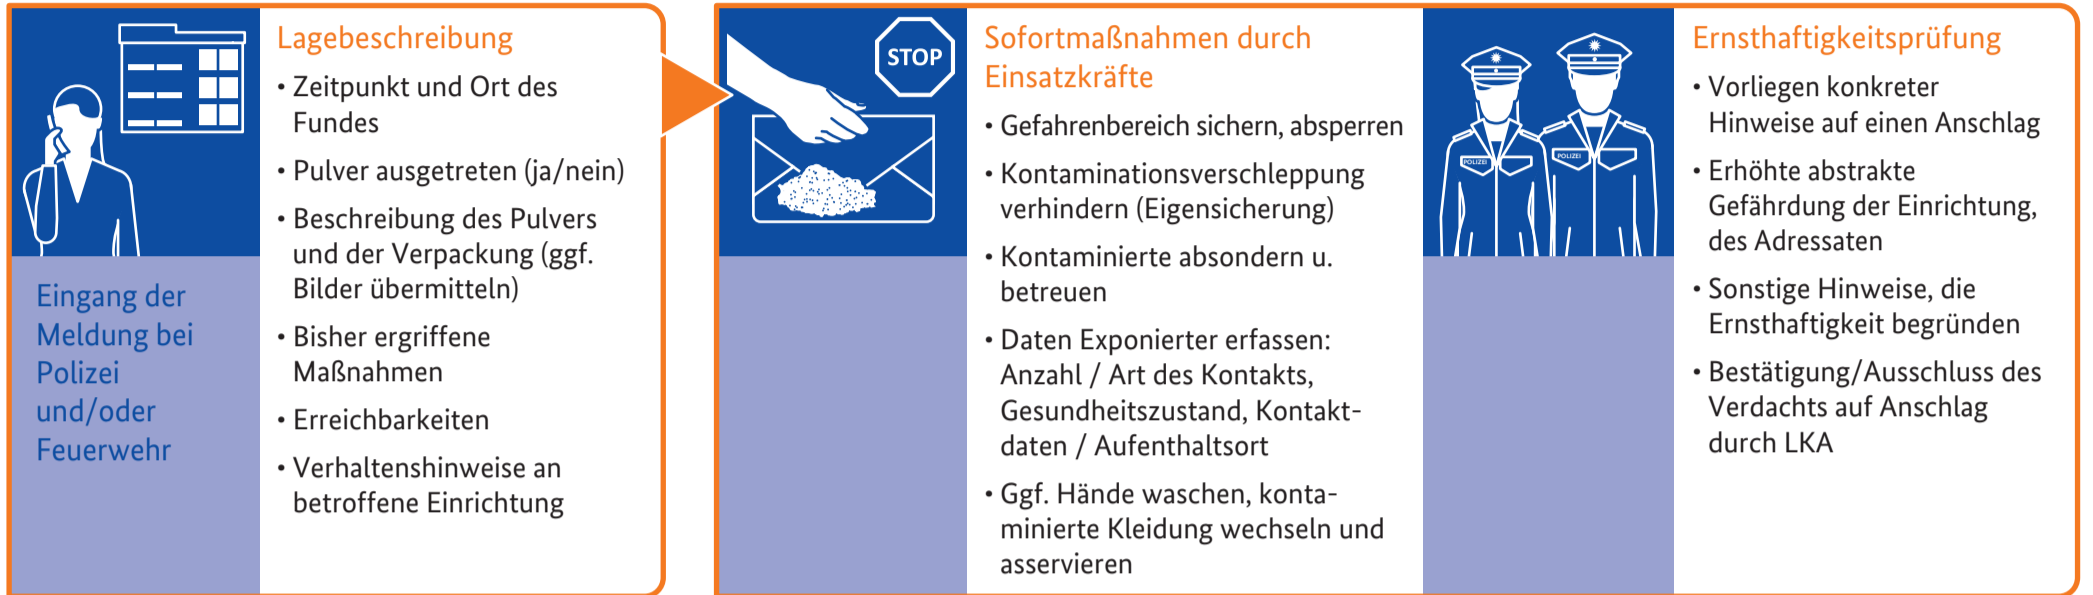 Eingang der
Meldung bei
Polizei
und/oder
Feuerwehr
Lagebeschreibung
• Zeitpunkt und Ort des
Fundes
• Pulver ausgetreten (ja/nein)
• Beschreibung des Pulvers
und der Verpackung (ggf.
Bilder übermitteln)
• Bisher ergriffene
Maßnahmen
• Erreichbarkeiten
• Verhaltenshinweise an
betroffene Einrichtung
STOP
Sofortmaßnahmen durch
Einsatzkräfte
• Gefahrenbereich sichern, absperren
• Kontaminationsverschleppung
verhindern (Eigensicherung)
• Kontaminierte absondern u.
betreuen
• Daten Exponierter erfassen:
Anzahl / Art des Kontakts,
Gesundheitszustand, Kontakt-
daten / Aufenthaltsort
• Ggf. Hände waschen, konta-
minierte Kleidung wechseln und
asservieren
POLIZEI
POLIZEI
Ernsthaftigkeitsprüfung
• Vorliegen konkreter
Hinweise auf einen Anschlag
• Erhöhte abstrakte
Gefährdung der Einrichtung,
des Adressaten
• Sonstige Hinweise, die
Ernsthaftigkeit begründen
• Bestätigung/Ausschluss des
Verdachts auf Anschlag
durch LKA